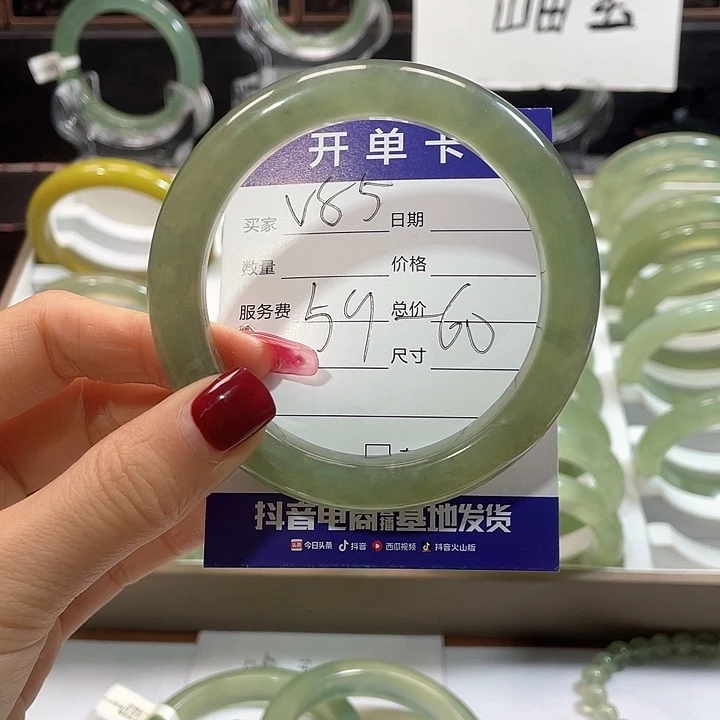 开单卡
买家 V85 日期
数量 价格
服务费 59-60 总价
尺寸
抖音电商直播基地发货
头条 今日头条 抖音 西瓜视频 抖音火山版